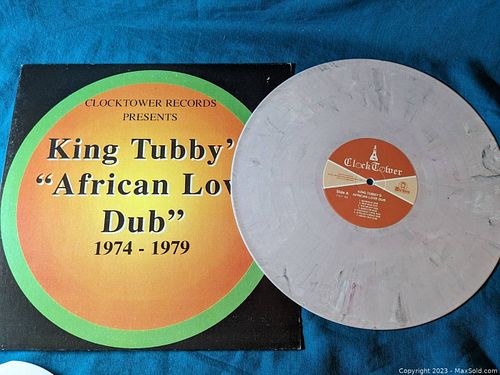 CLOCKTOWER RECORDS
PRESENTS
King Tubby'
"African Lov
Dub"
1974 - 1979
ClockTower
Side A
KING TUBBY'S
AFRICAN LOVE DUB
Copyright 2023 - MaxSold.com